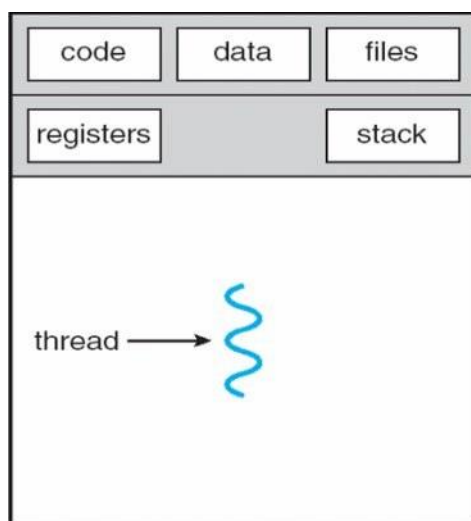 code data files
registers stack
thread